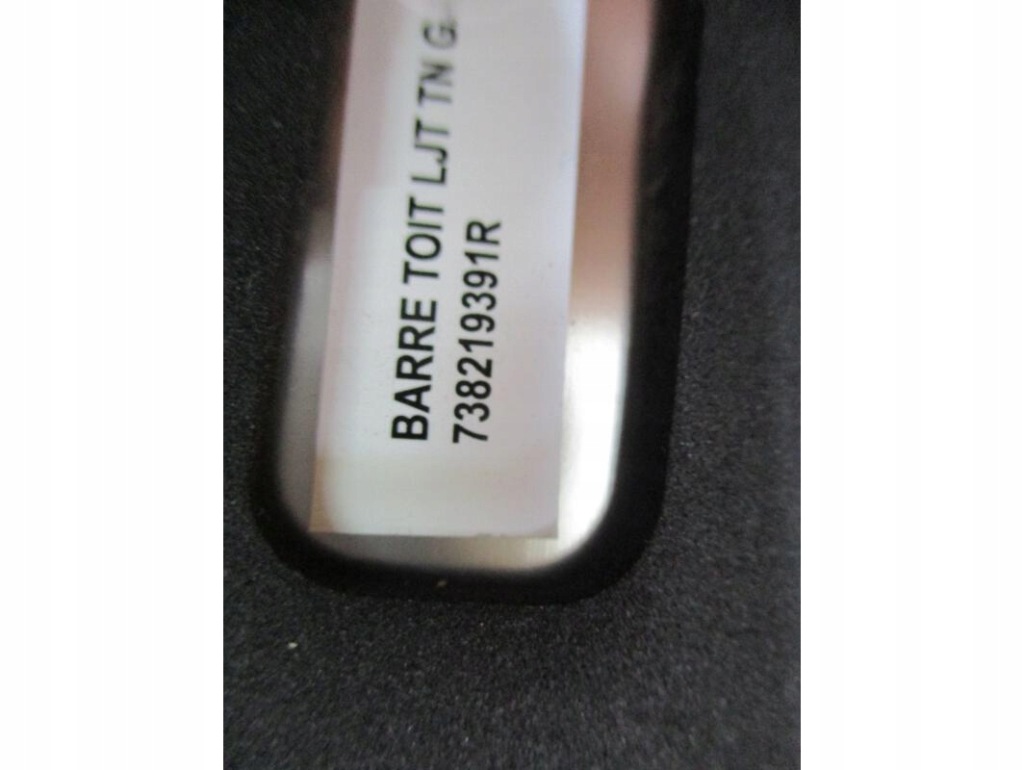 BARRE TOIT LJT TN G
738219391R